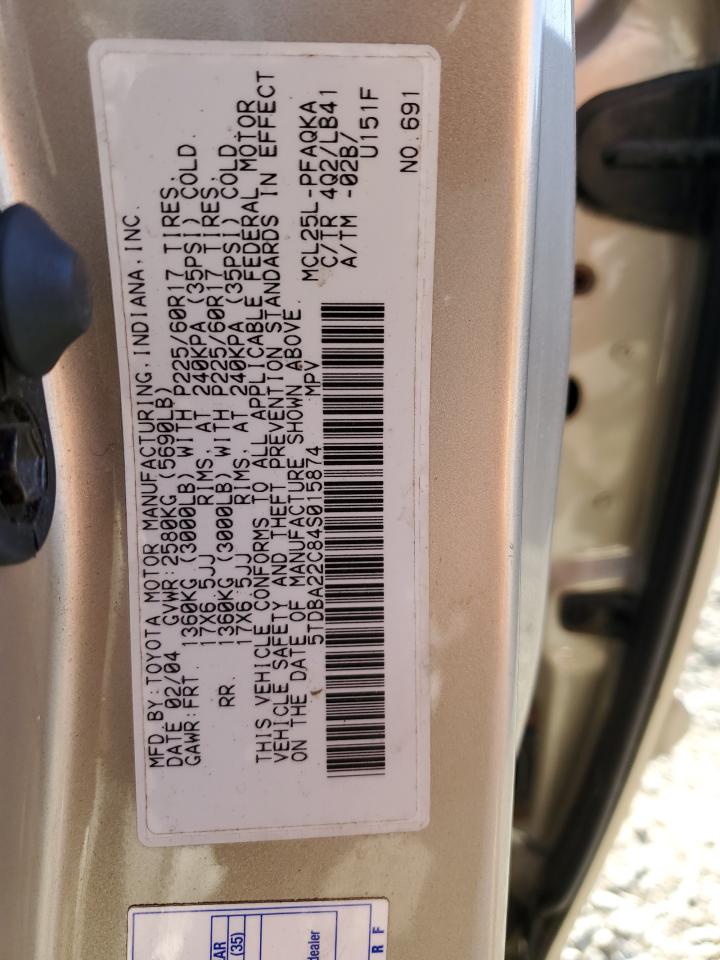 MFD BY: TOYOTA MOTOR MANUFACTURING, INDIANA, INC.
DATE 02/04 GVWR: 2580KG (5690LB)
GAWR: FRT. 1360KG (3000LB) WITH P225/60R17 TIRES,
17X6.5JJ RIMS, AT 240KPA (35PSI) COLD.
RR. 1360KG (3000LB) WITH P225/60R17 TIRES,
17X6.5JJ RIMS, AT 240KPA (35PSI) COLD
THIS VEHICLE CONFORMS TO ALL APPLICABLE FEDERAL MOTOR
VEHICLE SAFETY AND THEFT PREVENTION STANDARDS IN EFFECT
ON THE DATE OF MANUFACTURE SHOWN ABOVE.
5TDBA22C84S015874 MPV
MCL25L-PFAQKA
C/TR 4Q2/LB41
A/TM -02B/
U151F
NO.691
AR
(35)
dealer
R F